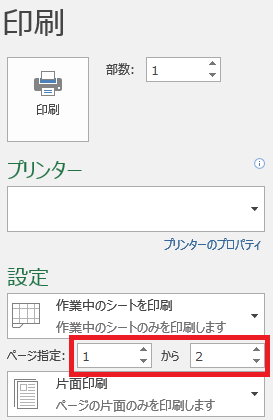 印刷
部数: 1
印刷
プリンター
プリンターのプロパティ
設定
作業中のシートを印刷
作業中のシートのみを印刷します
ページ指定: 1 から 2
片面印刷
ページの片面のみを印刷します